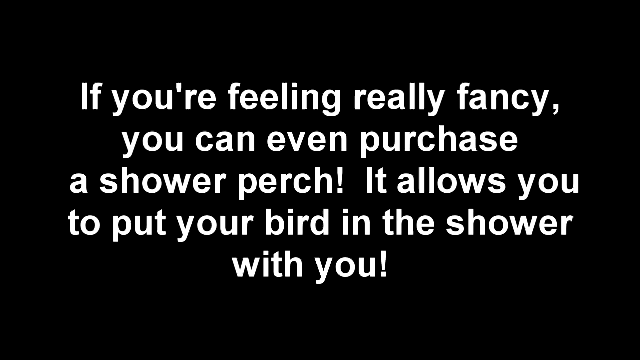 If you're feeling really fancy,
you can even purchase
a shower perch!  It allows you
to put your bird in the shower
with you!